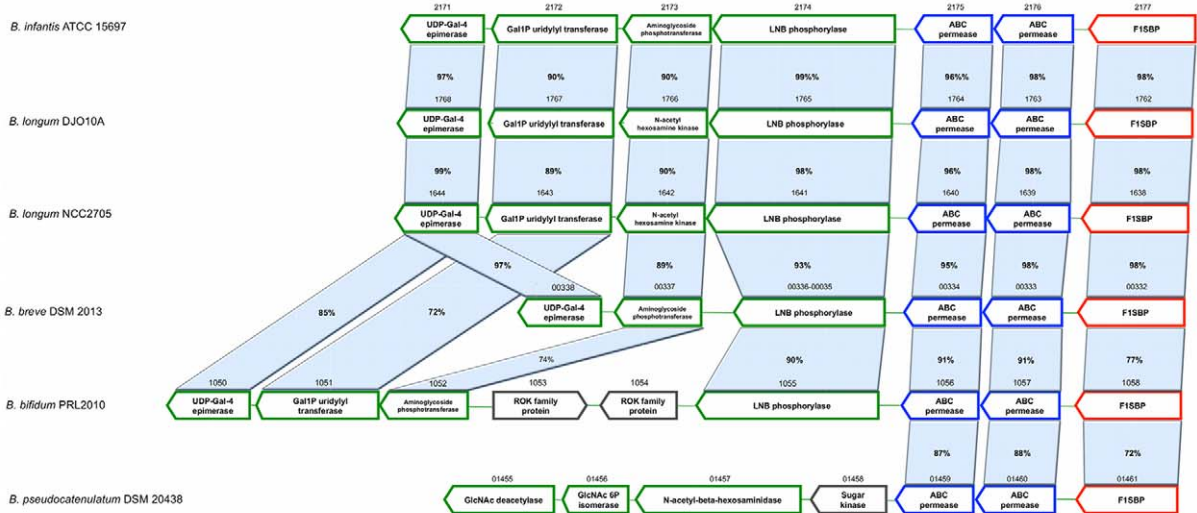 2171 2172 2173 2174 2175 2176 2177
B. infantis ATCC 15697
UDP-Gal-4 epimerase
Gal1P uridylyl transferase
Aminoglycoside phosphotransferase
LNB phosphorylase
ABC permease
ABC permease
F1SBP
97% 90% 90% 99%% 96%% 98% 98%
1768 1767 1766 1765 1764 1763 1762
B. longum DJO10A
UDP-Gal-4 epimerase
Gal1P uridylyl transferase
N-acetyl hexosamine kinase
LNB phosphorylase
ABC permease
ABC permease
F1SBP
99% 89% 90% 98% 96% 98% 98%
1644 1643 1642 1641 1640 1639 1638
B. longum NCC2705
UDP-Gal-4 epimerase
Gal1P uridylyl transferase
N-acetyl hexosamine kinase
LNB phosphorylase
ABC permease
ABC permease
F1SBP
85% 97% 72% 89% 93% 95% 98% 98%
00338 00337 00336-00035 00334 00333 00332
B. breve DSM 2013
UDP-Gal-4 epimerase
Aminoglycoside phosphotransferase
LNB phosphorylase
ABC permease
ABC permease
F1SBP
74% 90% 91% 91% 77%
1050 1051 1052 1053 1054 1055 1056 1057 1058
B. bifidum PRL2010
UDP-Gal-4 epimerase
Gal1P uridylyl transferase
Aminoglycoside phosphotransferase
ROK family protein
ROK family protein
LNB phosphorylase
ABC permease
ABC permease
F1SBP
87% 88% 72%
01455 01456 01457 01458 01459 01460 01461
B. pseudocatenulatum DSM 20438
GlcNAc deacetylase
GlcNAc 6P isomerase
N-acetyl-beta-hexosaminidase
Sugar kinase
ABC permease
ABC permease
F1SBP